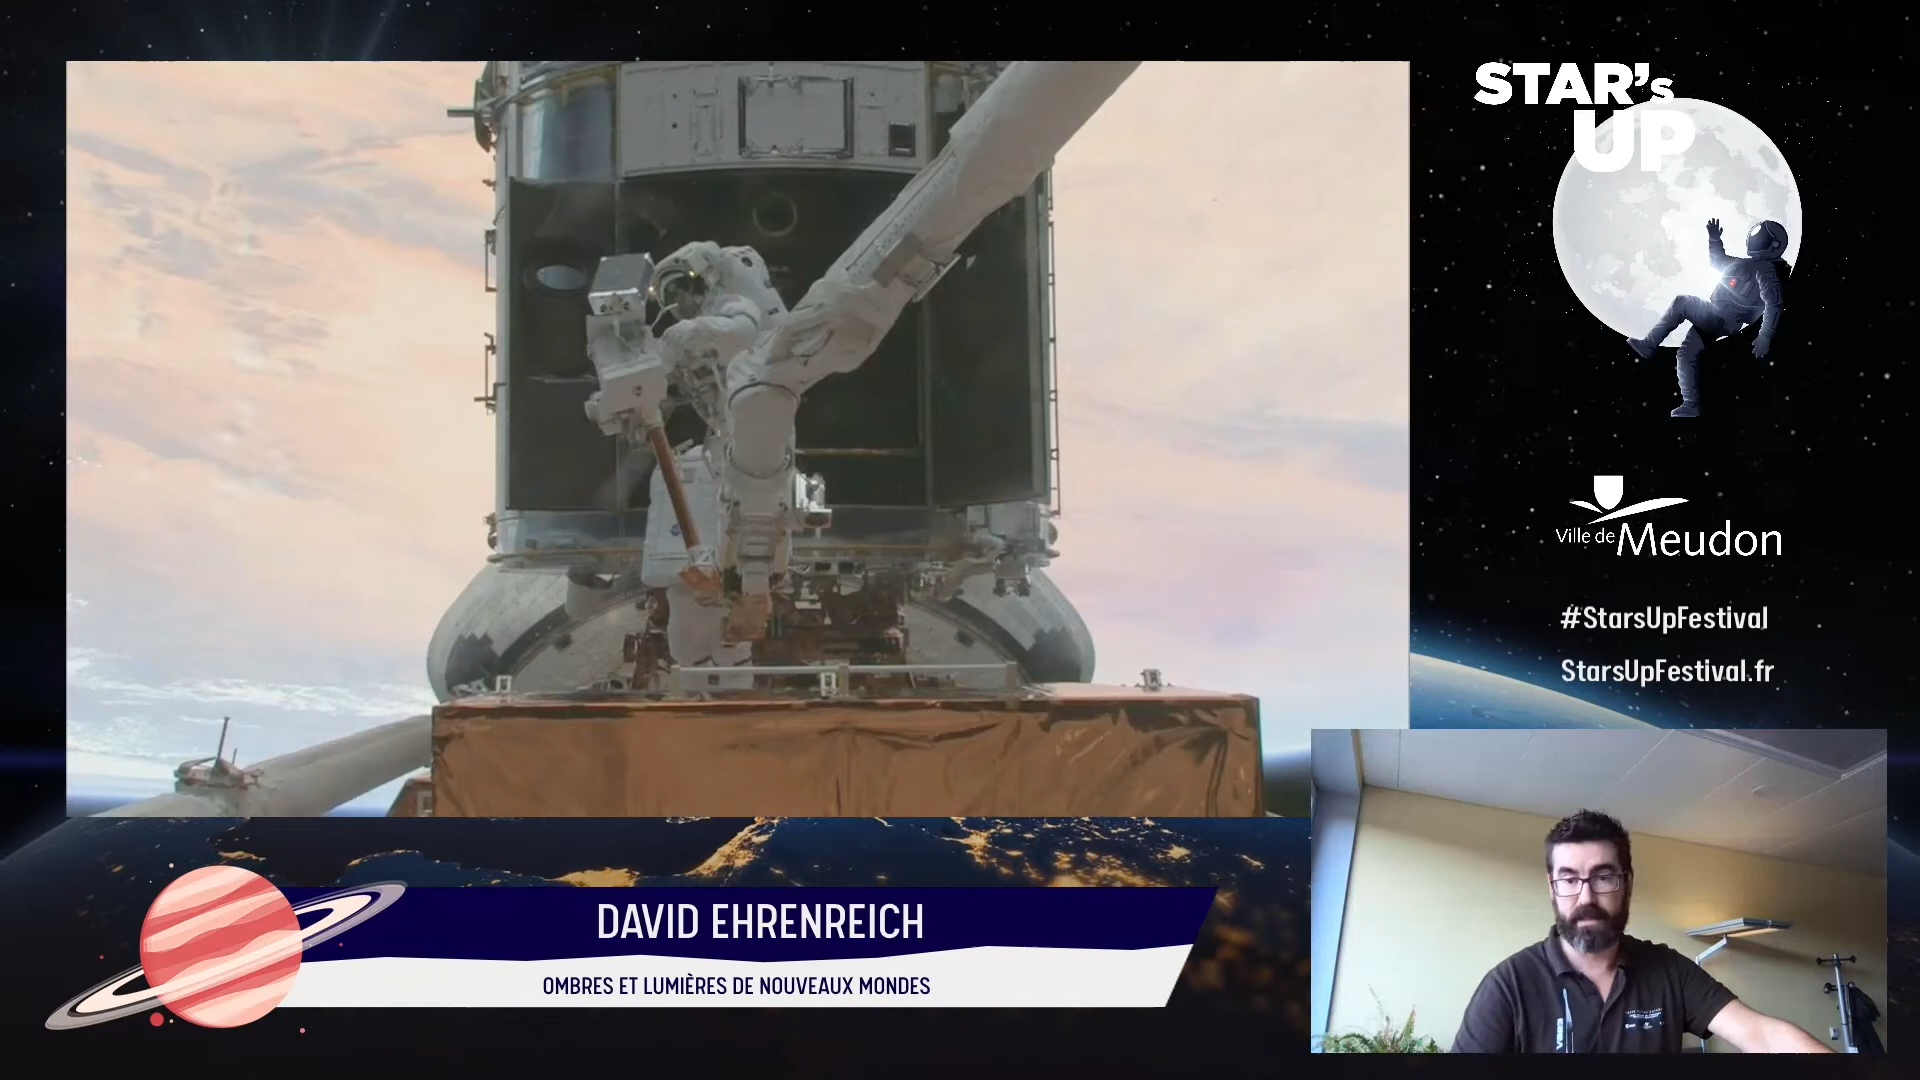 STAR's
UP
Ville de Meudon
#StarsUpFestival
StarsUpFestival.fr
DAVID EHRENREICH
OMBRES ET LUMIÈRES DE NOUVEAUX MONDES